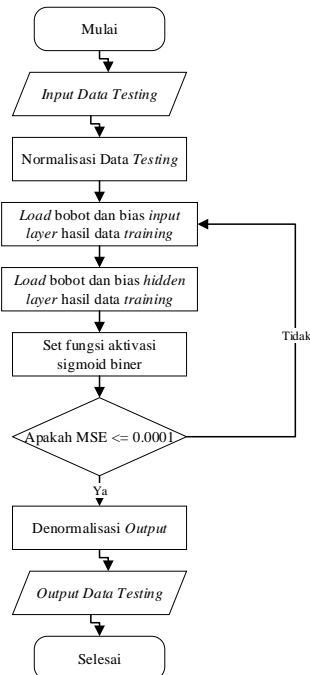 Mulai
Input Data Testing
Normalisasi Data Testing
Load bobot dan bias input
layer hasil data training
Load bobot dan bias hidden
layer hasil data training
Set fungsi aktivasi
sigmoid biner
Tidak
Apakah MSE <= 0.0001
Ya
Denormalisasi Output
Output Data Testing
Selesai